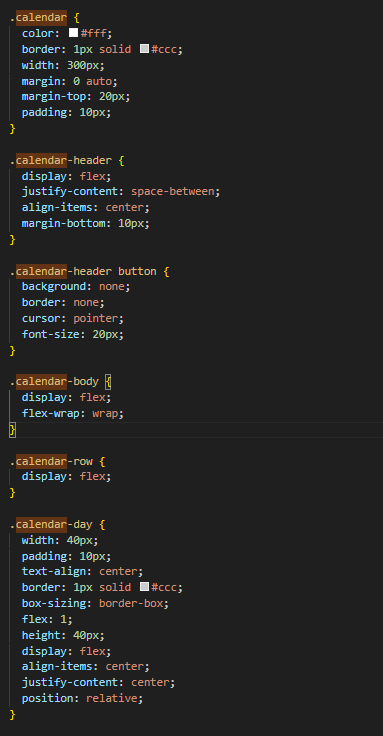 .calendar {
color: #fff;
border: 1px solid #ccc;
width: 300px;
margin: 0 auto;
margin-top: 20px;
padding: 10px;
}
.calendar-header {
display: flex;
justify-content: space-between;
align-items: center;
margin-bottom: 10px;
}
.calendar-header button {
background: none;
border: none;
cursor: pointer;
font-size: 20px;
}
.calendar-body {
display: flex;
flex-wrap: wrap;
}
.calendar-row {
display: flex;
}
.calendar-day {
width: 40px;
padding: 10px;
text-align: center;
border: 1px solid #ccc;
box-sizing: border-box;
flex: 1;
height: 40px;
display: flex;
align-items: center;
justify-content: center;
position: relative;
}